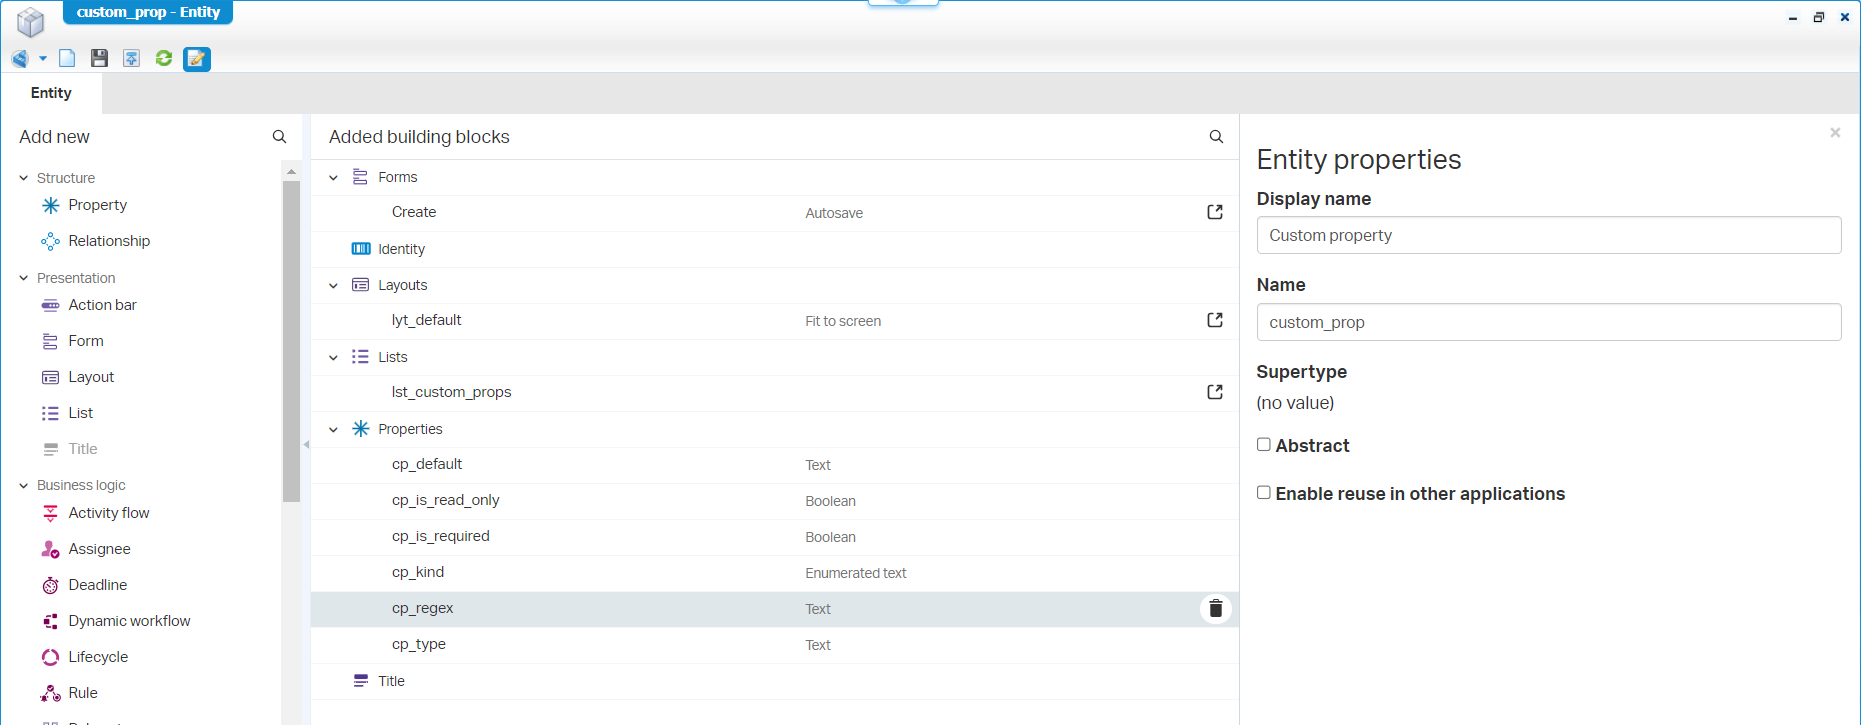 custom_prop - Entity
Entity
Add new
Structure
Property
Relationship
Presentation
Action bar
Form
Layout
List
Title
Business logic
Activity flow
Assignee
Deadline
Dynamic workflow
Lifecycle
Rule
Added building blocks
Forms
Create Autosave
Identity
Layouts
lyt_default Fit to screen
Lists
lst_custom_props
Properties
cp_default Text
cp_is_read_only Boolean
cp_is_required Boolean
cp_kind Enumerated text
cp_regex Text
cp_type Text
Title
Entity properties
Display name
Custom property
Name
custom_prop
Supertype
(no value)
Abstract
Enable reuse in other applications